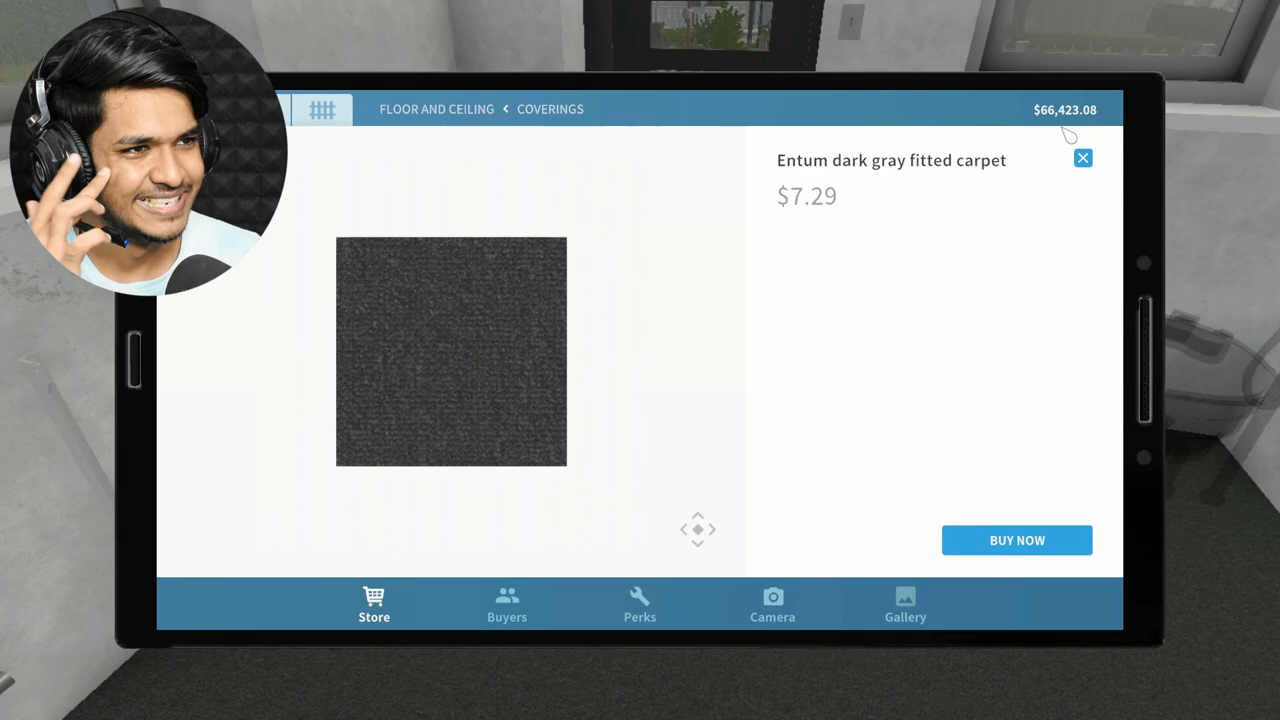 FLOOR AND CEILING < COVERINGS
$66,423.08
Entum dark gray fitted carpet
$7.29
BUY NOW
Store
Buyers
Perks
Camera
Gallery